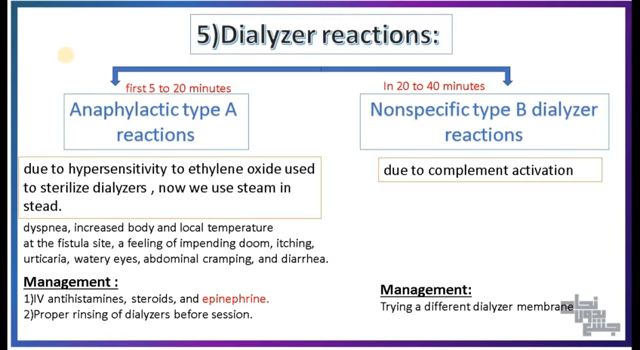 5)Dialyzer reactions:
first 5 to 20 minutes
Anaphylactic type A
reactions
due to hypersensitivity to ethylene oxide used
to sterilize dialyzers , now we use steam in
stead.
dyspnea, increased body and local temperature
at the fistula site, a feeling of impending doom, itching,
urticaria, watery eyes, abdominal cramping, and diarrhea.
Management :
1)IV antihistamines, steroids, and epinephrine.
2)Proper rinsing of dialyzers before session.
In 20 to 40 minutes
Nonspecific type B dialyzer
reactions
due to complement activation
Management:
Trying a different dialyzer membrane